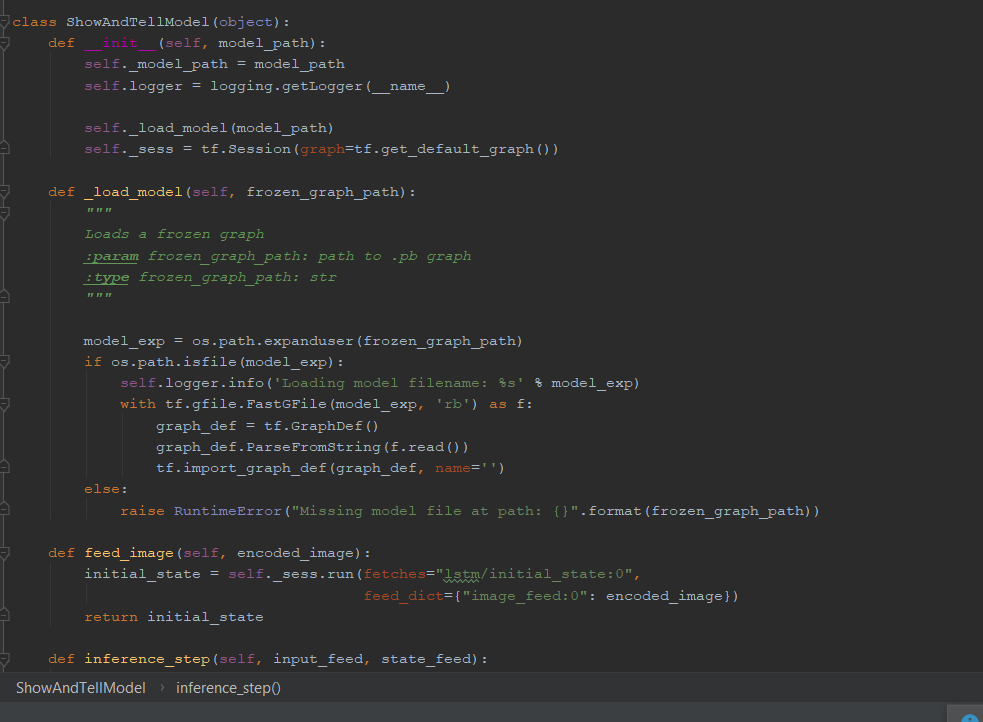 class ShowAndTellModel(object):
    def __init__(self, model_path):
        self._model_path = model_path
        self.logger = logging.getLogger(__name__)

        self._load_model(model_path)
        self._sess = tf.Session(graph=tf.get_default_graph())

    def _load_model(self, frozen_graph_path):
        """
        Loads a frozen graph
        :param frozen_graph_path: path to .pb graph
        :type frozen_graph_path: str
        """

        model_exp = os.path.expanduser(frozen_graph_path)
        if os.path.isfile(model_exp):
            self.logger.info('Loading model filename: %s' % model_exp)
            with tf.gfile.FastGFile(model_exp, 'rb') as f:
                graph_def = tf.GraphDef()
                graph_def.ParseFromString(f.read())
                tf.import_graph_def(graph_def, name='')
        else:
            raise RuntimeError("Missing model file at path: {}".format(frozen_graph_path))

    def feed_image(self, encoded_image):
        initial_state = self._sess.run(fetches="lstm/initial_state:0",
                                       feed_dict={"image_feed:0": encoded_image})
        return initial_state

    def inference_step(self, input_feed, state_feed):
ShowAndTellModel › inference_step()